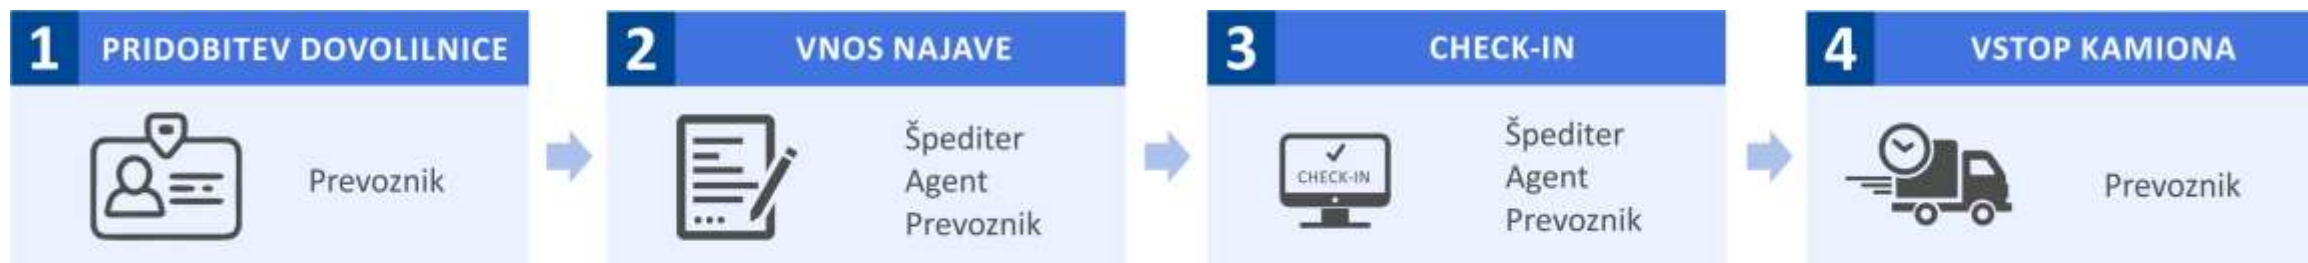 1
PRIDOBITEV DOVOLILNICE
Prevoznik
2
VNOS NAJAVE
Špediter
Agent
Prevoznik
3
CHECK-IN
CHECK-IN
Špediter
Agent
Prevoznik
4
VSTOP KAMIONA
Prevoznik